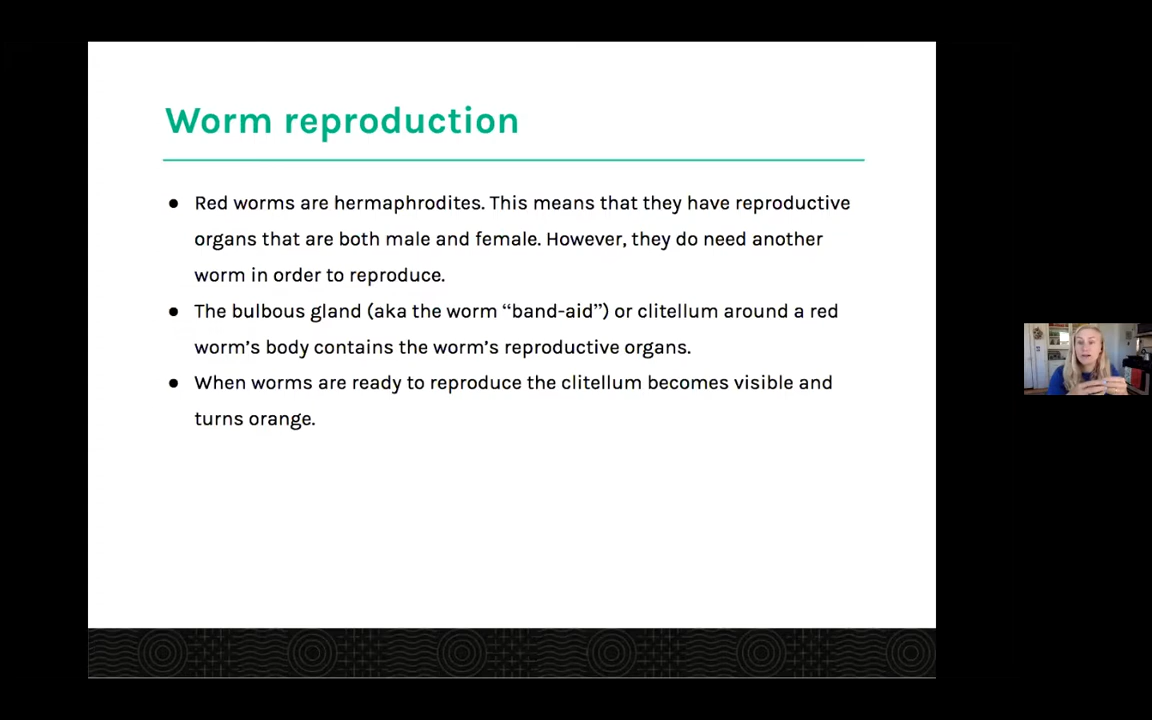 Worm reproduction
● Red worms are hermaphrodites. This means that they have reproductive
organs that are both male and female. However, they do need another
worm in order to reproduce.
● The bulbous gland (aka the worm “band-aid”) or clitellum around a red
worm’s body contains the worm’s reproductive organs.
● When worms are ready to reproduce the clitellum becomes visible and
turns orange.